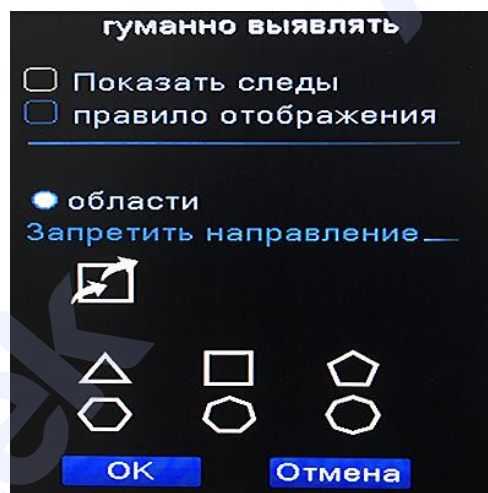 гуманно выявлять
Показать следы
правило отображения
области
Запретить направление
OK
Отмена